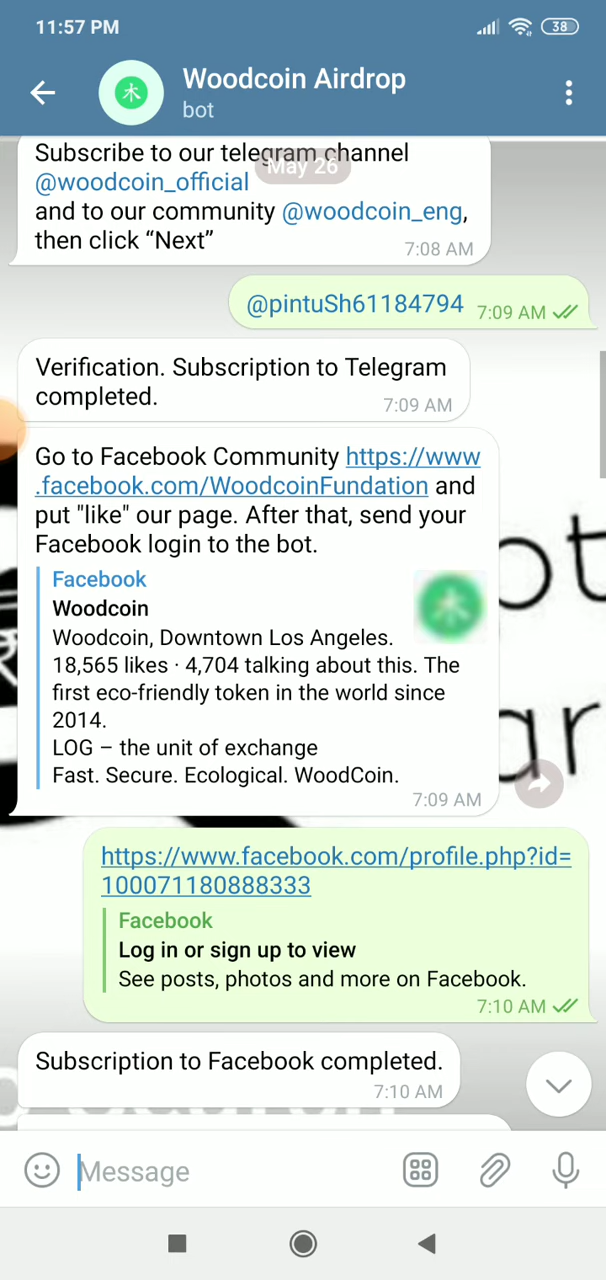 11:57 PM
38
Woodcoin Airdrop
bot
Subscribe to our telegram channel
May 26
@woodcoin_official
and to our community @woodcoin_eng,
then click “Next”
7:08 AM
@pintuSh61184794
7:09 AM
Verification. Subscription to Telegram
completed.
7:09 AM
Go to Facebook Community https://www
.facebook.com/WoodcoinFundation and
put "like" our page. After that, send your
Facebook login to the bot.
Facebook
Woodcoin
木
Woodcoin, Downtown Los Angeles.
18,565 likes · 4,704 talking about this. The
first eco-friendly token in the world since
2014.
LOG – the unit of exchange
Fast. Secure. Ecological. WoodCoin.
7:09 AM
https://www.facebook.com/profile.php?id=
100071180888333
Facebook
Log in or sign up to view
See posts, photos and more on Facebook.
7:10 AM
Subscription to Facebook completed.
7:10 AM
Message